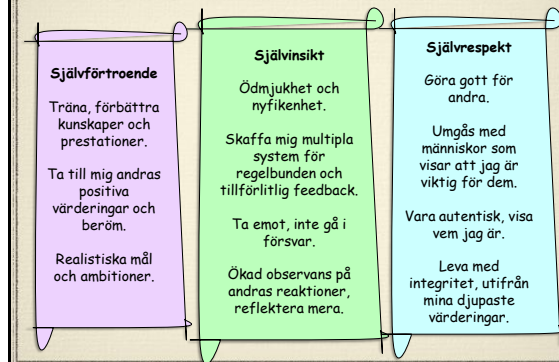 Självförtroende
Träna, förbättra
kunskaper och
prestationer.
Ta till mig andras
positiva
värderingar och
beröm.
Realistiska mål
och ambitioner.
Självinsikt
Ödmjukhet och
nyfikenhet.
Skaffa mig multipla
system för
regelbunden och
tillförlitlig feedback.
Ta emot, inte gå i
försvar.
Ökad observans på
andras reaktioner,
reflektera mera.
Självrespekt
Göra gott för
andra.
Umgås med
människor som
visar att jag är
viktig för dem.
Vara autentisk, visa
vem jag är.
Leva med
integritet, utifrån
mina djupaste
värderingar.